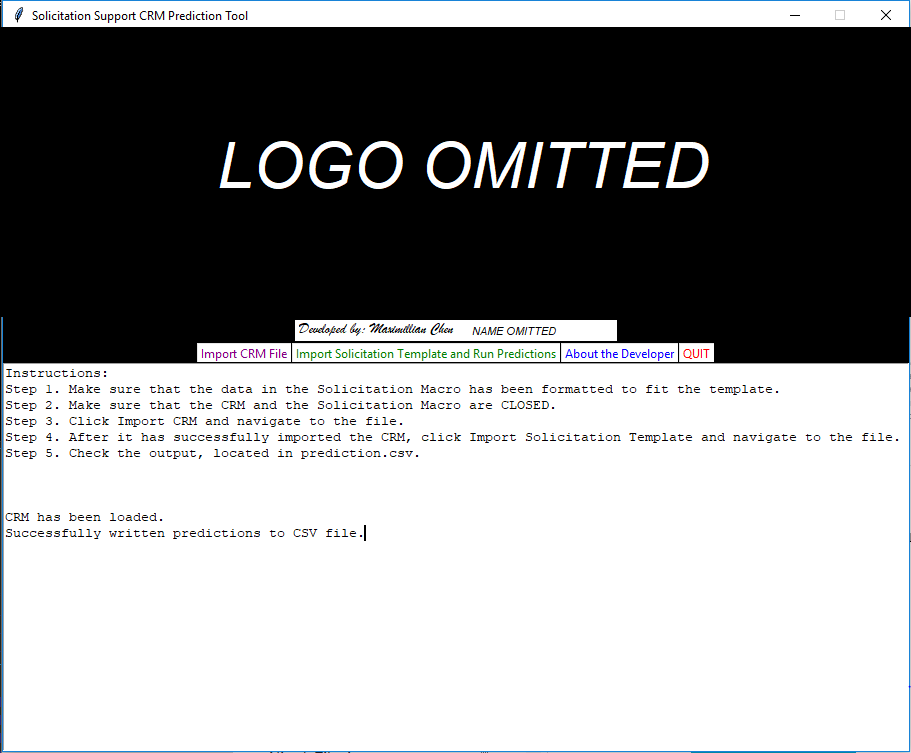 Solicitation Support CRM Prediction Tool
LOGO OMITTED
Developed by: Maximillian Chen NAME OMITTED
Import CRM File Import Solicitation Template and Run Predictions About the Developer QUIT
Instructions:
Step 1. Make sure that the data in the Solicitation Macro has been formatted to fit the template.
Step 2. Make sure that the CRM and the Solicitation Macro are CLOSED.
Step 3. Click Import CRM and navigate to the file.
Step 4. After it has successfully imported the CRM, click Import Solicitation Template and navigate to the file.
Step 5. Check the output, located in prediction.csv.
CRM has been loaded.
Successfully written predictions to CSV file.